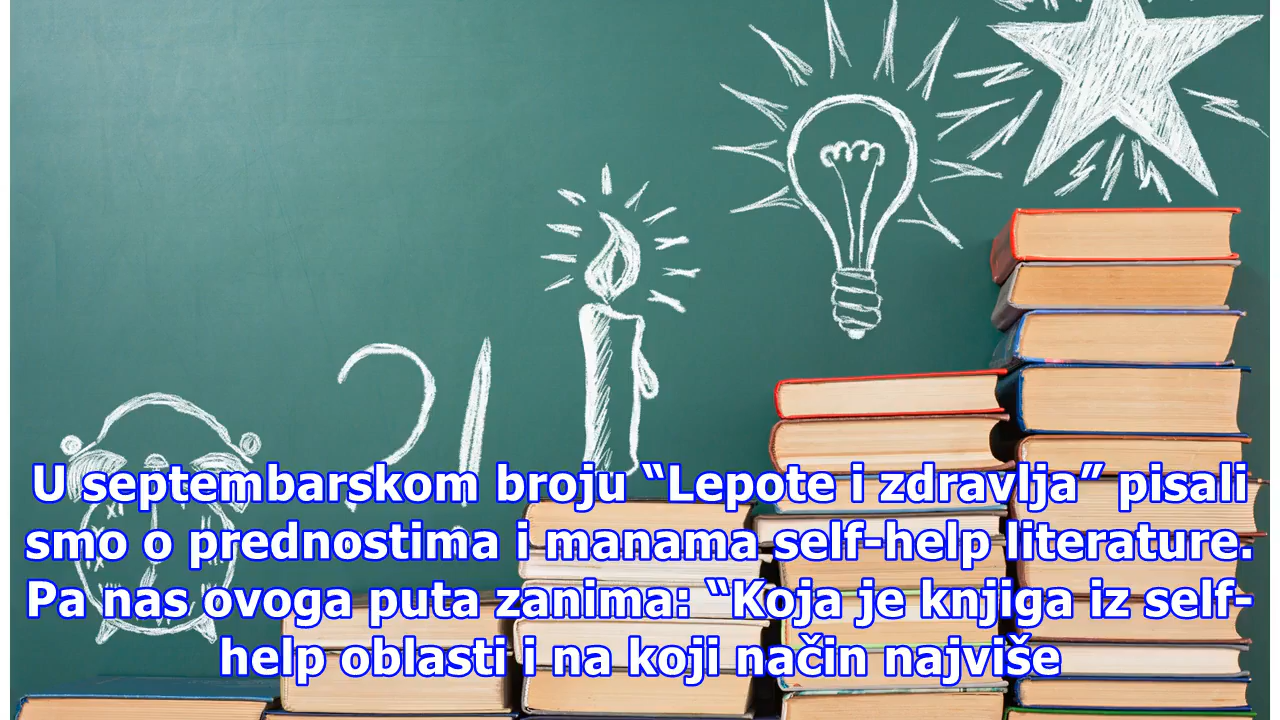 U septembarskom broju “Lepote i zdravlja” pisali
smo o prednostima i manama self-help literature.
Pa nas ovoga puta zanima: “Koja je knjiga iz self-
help oblasti i na koji način najviše